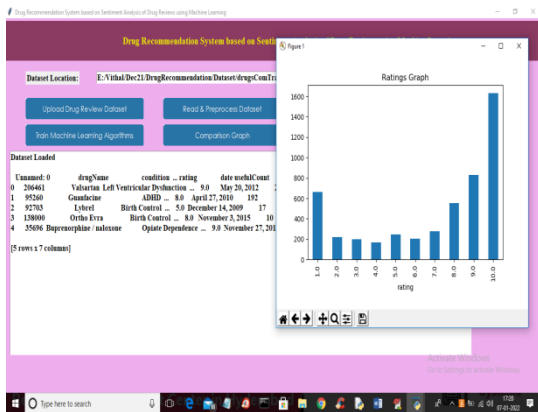 Drug Recommendation System based on Sentiment Analysis of Drug Reviews using Machine Learning
Drug Recommendation System based on Senti
Dataset Location: E:/Vithal/Dec21/DrugRecommendation/Dataset/drugsComTra
Upload Drug Review Dataset Read & Preprocess Dataset
Train Machine Learning Algorithms Comparison Graph
Dataset Loaded
Unnamed: 0 drugName condition ... rating date usefulCount
0 206461 Valsartan Left Ventricular Dysfunction ... 9.0 May 20, 2012
1 95260 Guanfacine ADHD ... 8.0 April 27, 2010 192
2 92703 Lybrel Birth Control ... 5.0 December 14, 2009 17
3 138000 Ortho Evra Birth Control ... 8.0 November 3, 2015 10
4 35696 Buprenorphine / naloxone Opiate Dependence ... 9.0 November 27, 201
[5 rows x 7 columns]
Figure 1
Ratings Graph
1600
1400
1200
1000
800
600
400
200
0
1.0 2.0 3.0 4.0 5.0 6.0 7.0 8.0 9.0 10.0
rating
Activate Windows
Go to Settings to activate Windows.
Type here to search
17:28
07-01-2022